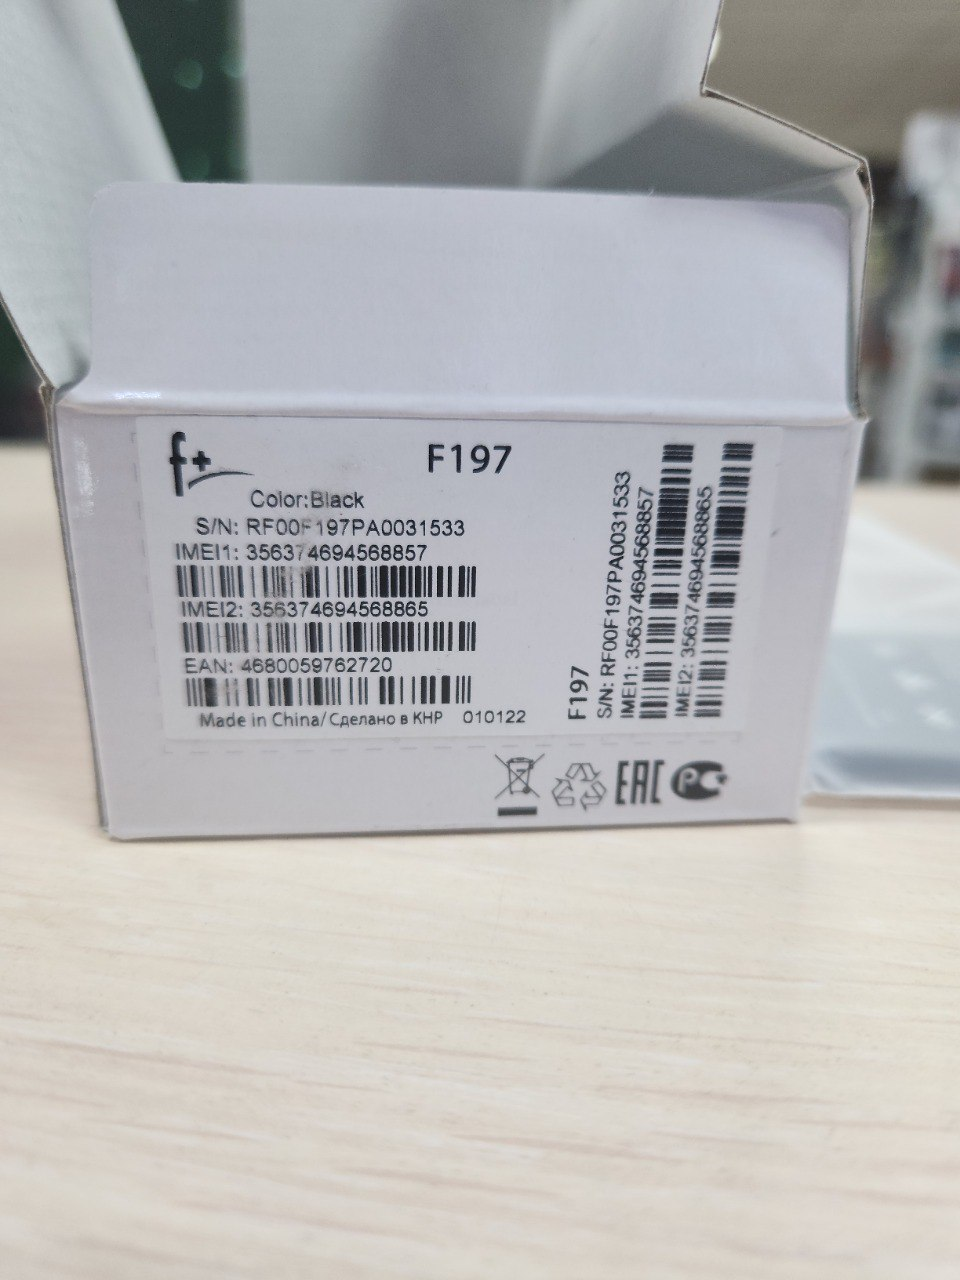 f+
F197
Color:Black
S/N: RF00F197PA0031533
IMEI1: 356374694568857
IMEI2: 356374694568865
EAN: 4680059762720
Made in China/Сделано в КНР 010122
F197
S/N: RF00F197PA0031533
IMEI1: 356374694568857
IMEI2: 356374694568865
EAC
PC